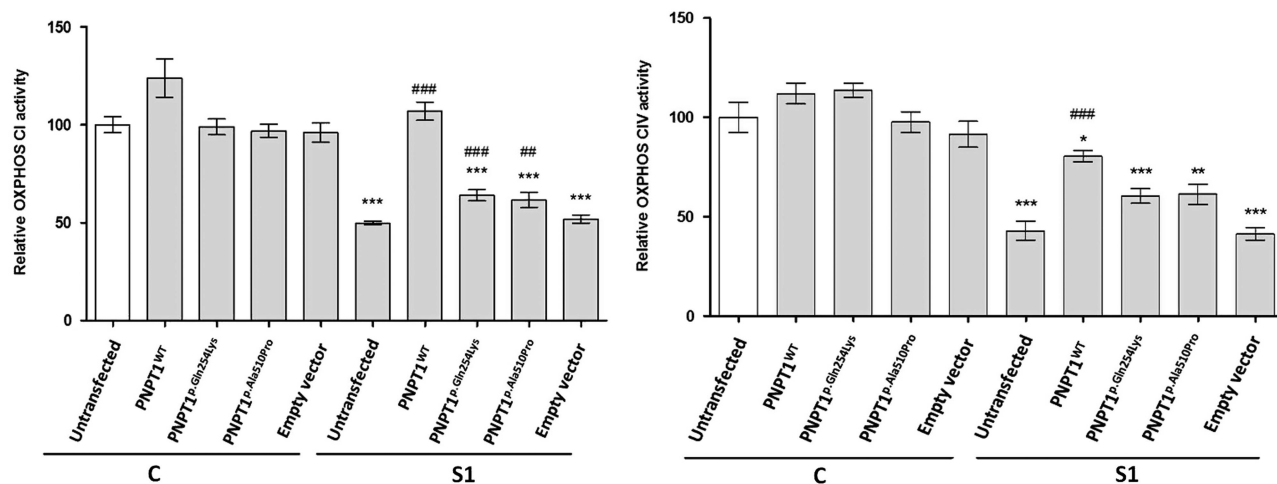 Relative OXPHOS CI activity
150
100
50
0
***
###
###
***
##
***
***
Untransfected
PNPT1WT
PNPT1p.Gln254Lys
PNPT1p.Ala510Pro
Empty vector
Untransfected
PNPT1WT
PNPT1p.Gln254Lys
PNPT1p.Ala510Pro
Empty vector
C
S1
Relative OXPHOS CIV activity
150
100
50
0
***
###
*
***
**
***
Untransfected
PNPT1WT
PNPT1p.Gln254Lys
PNPT1p.Ala510Pro
Empty vector
Untransfected
PNPT1WT
PNPT1p.Gln254Lys
PNPT1p.Ala510Pro
Empty vector
C
S1